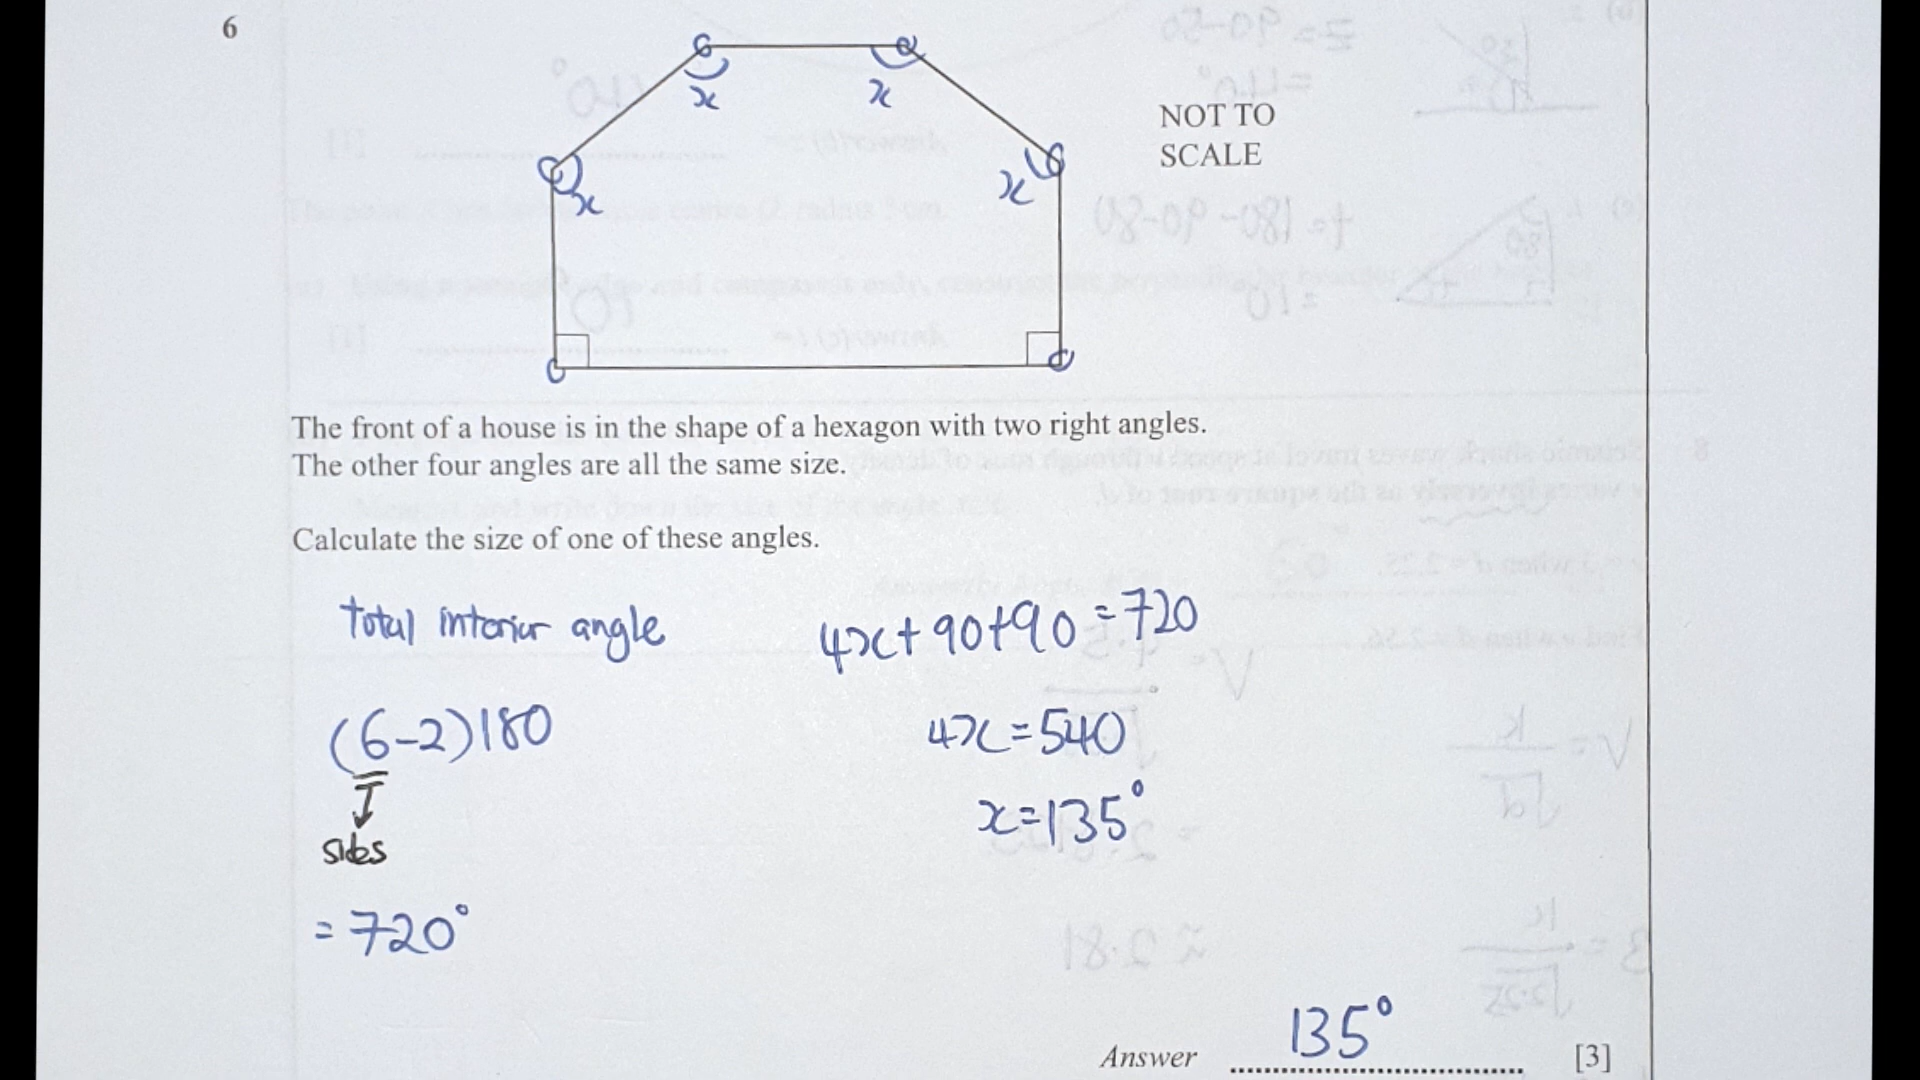 6
x
x
x
x
NOT TO
SCALE
The front of a house is in the shape of a hexagon with two right angles.
The other four angles are all the same size.
Calculate the size of one of these angles.
total interior angle
(6-2)180
sides
= 720°
4x+90+90=720
4x=540
x=135°
135°
Answer ........................................ [3]